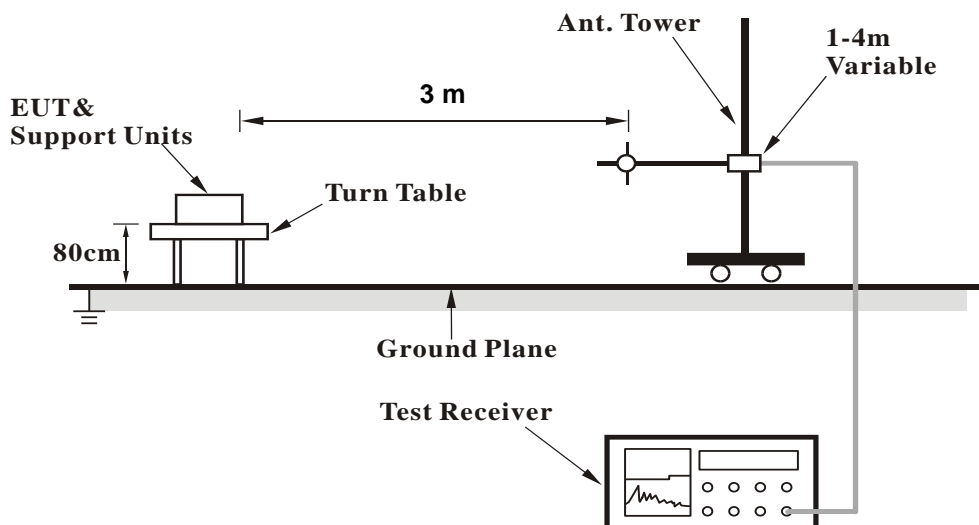 Ant. Tower
1-4m
Variable
3 m
EUT&
Support Units
Turn Table
80cm
Ground Plane
Test Receiver